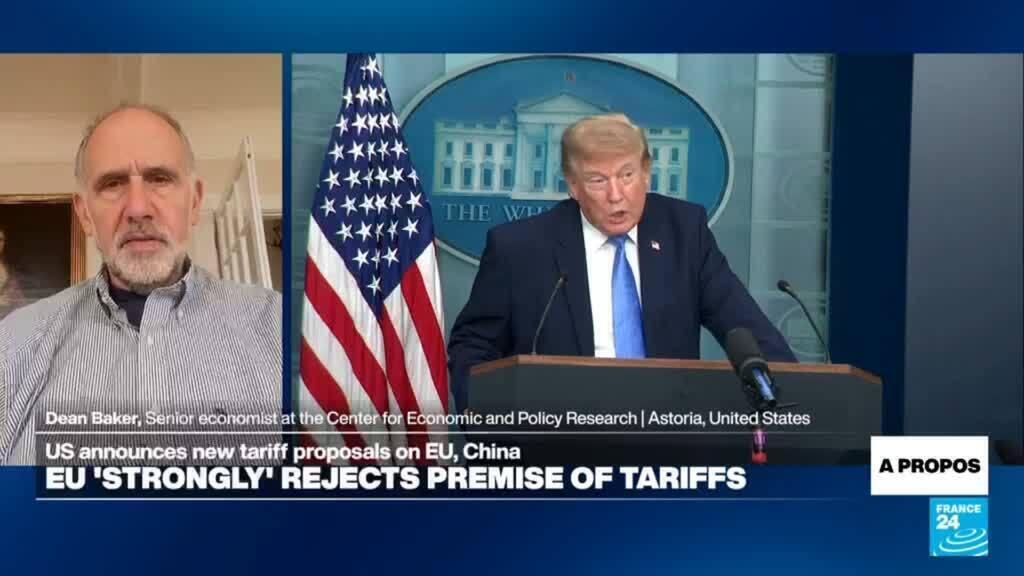 THE WH
Dean Baker, Senior economist at the Center for Economic and Policy Research | Astoria, United States
US announces new tariff proposals on EU, China
EU 'STRONGLY' REJECTS PREMISE OF TARIFFS
A PROPOS
FRANCE
24